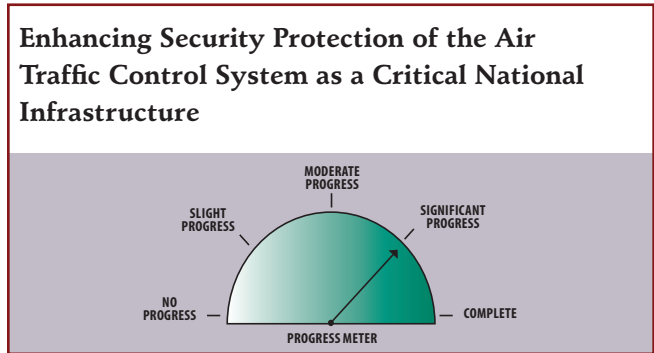 Enhancing Security Protection of the Air
Traffic Control System as a Critical National
Infrastructure
MODERATE
PROGRESS
SLIGHT
PROGRESS
SIGNIFICANT
PROGRESS
NO
PROGRESS
COMPLETE
PROGRESS METER